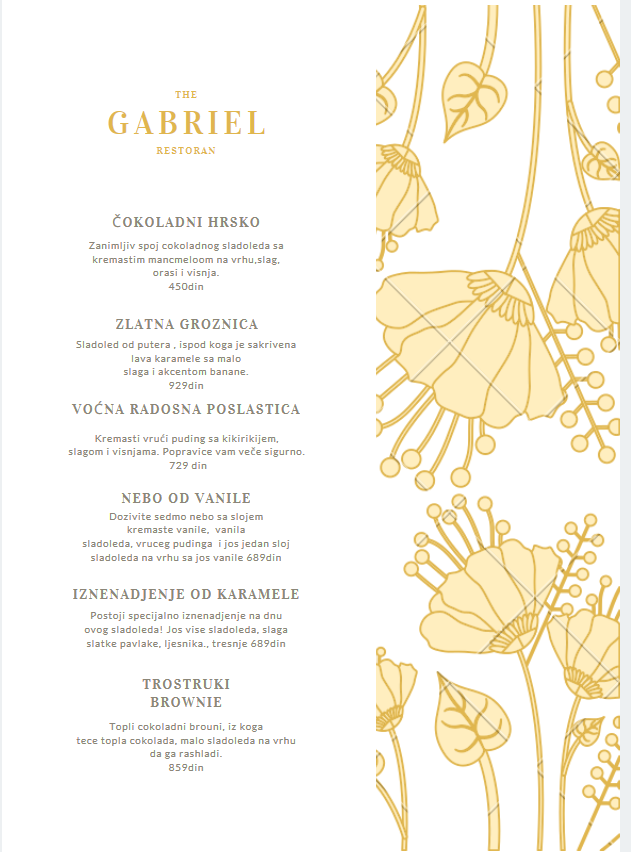 THE
GABRIEL
RESTORAN
ČOKOLADNI HRSKO
Zanimljiv spoj cokoladnog sladoleda sa
kremastim mancmeloom na vrhu,slag,
orasi i visnja.
450din
ZLATNA GROZNICA
Sladoled od putera , ispod koga je sakrivena
lava karamele sa malo
slaga i akcentom banane.
929din
VOĆNA RADOSNA POSLASTICA
Kremasti vrući puding sa kikirikijem,
slagom i visnjama. Popravice vam veče sigurno.
729 din
NEBO OD VANILE
Dozivite sedmo nebo sa slojem
kremaste vanile, vanila
sladoleda, vruceg pudinga i jos jedan sloj
sladoleda na vrhu sa jos vanile 689din
IZNENADJENJE OD KARAMELE
Postoji specijalno iznenadjenje na dnu
ovog sladoleda! Jos vise sladoleda, slaga
slatke pavlake, ljesnika., tresnje 689din
TROSTRUKI
BROWNIE
Topli cokoladni brouni, iz koga
tece topla cokolada, malo sladoleda na vrhu
da ga rashladi.
859din